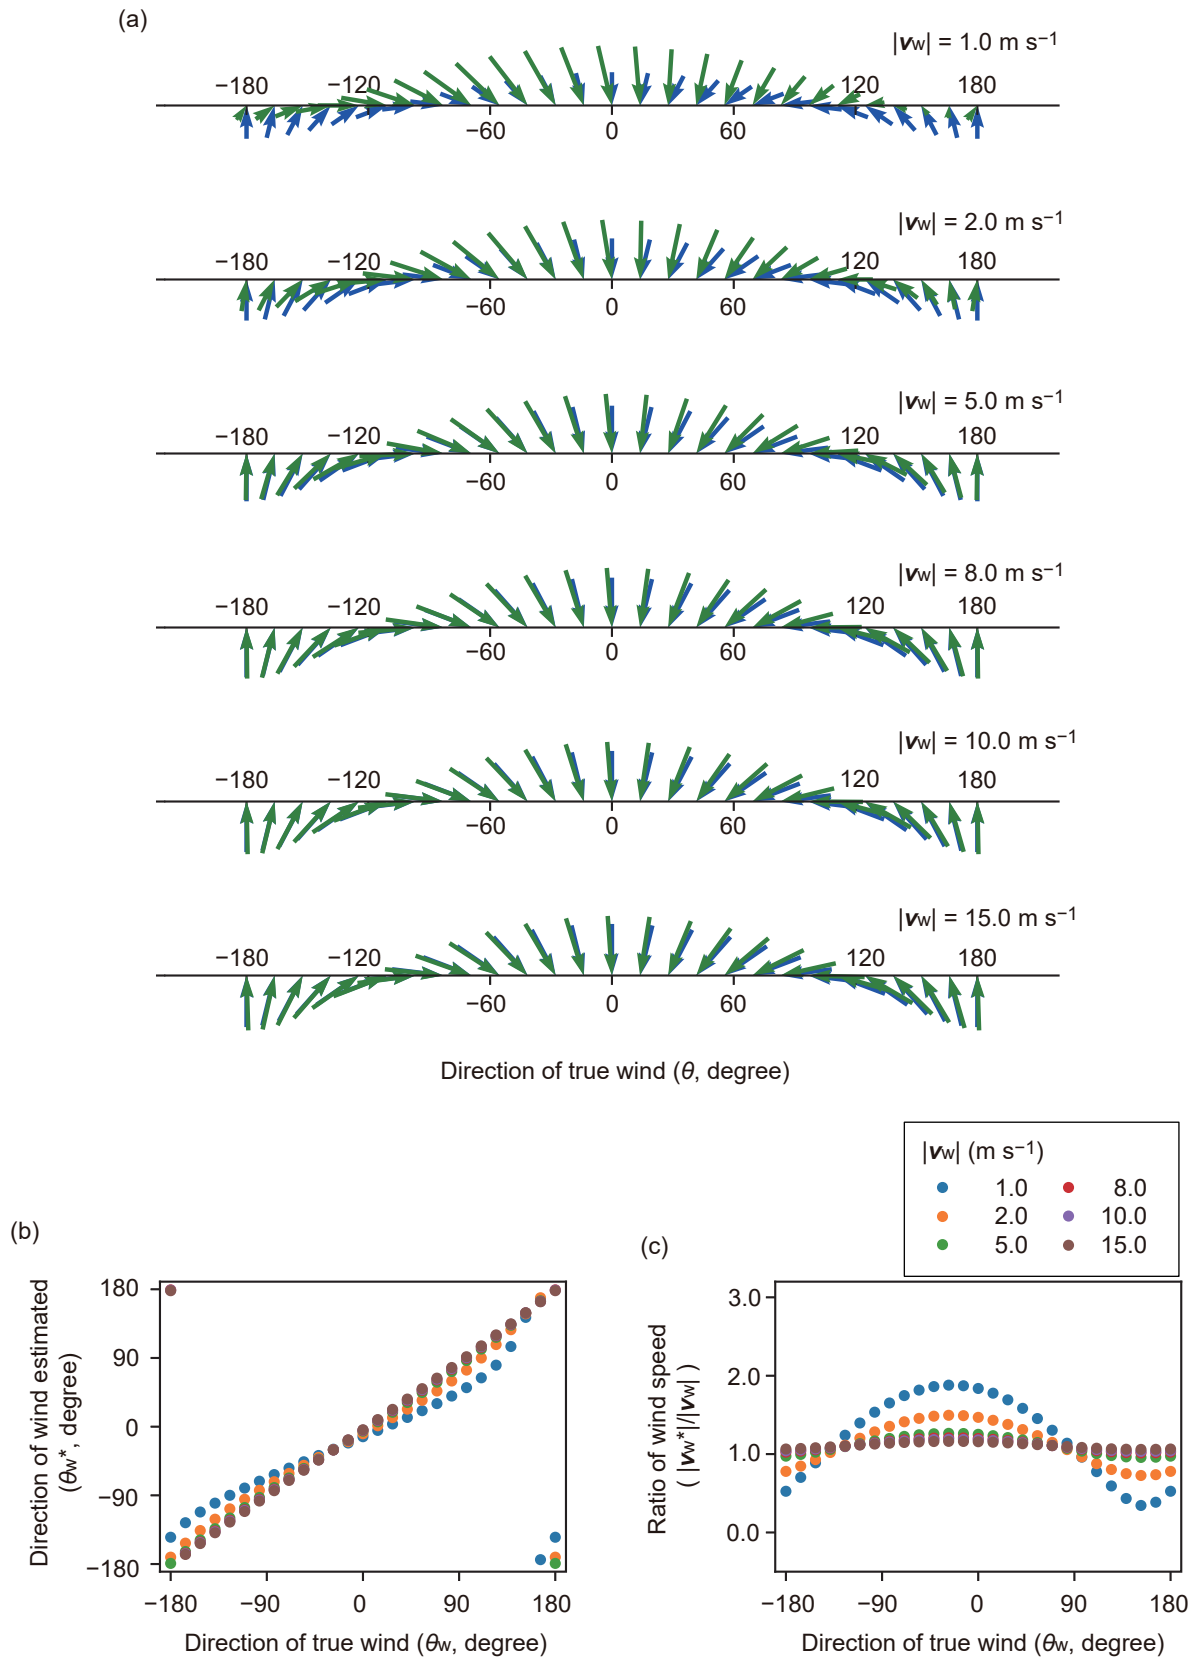 (a)
|vw| = 1.0 m s−1
−180 −120 120 180
−60 0 60
|vw| = 2.0 m s−1
−180 −120 120 180
−60 0 60
|vw| = 5.0 m s−1
−180 −120 120 180
−60 0 60
|vw| = 8.0 m s−1
−180 −120 120 180
−60 0 60
|vw| = 10.0 m s−1
−180 −120 120 180
−60 0 60
|vw| = 15.0 m s−1
−180 −120 120 180
−60 0 60
Direction of true wind (θ, degree)
|vw| (m s−1)
1.0 8.0
2.0 10.0
5.0 15.0
(b)
Direction of wind estimated
(θw*, degree)
180
90
0
−90
−180
−180 −90 0 90 180
Direction of true wind (θw, degree)
(c)
Ratio of wind speed
( |vw*|/|vw| )
3.0
2.0
1.0
0.0
−180 −90 0 90 180
Direction of true wind (θw, degree)